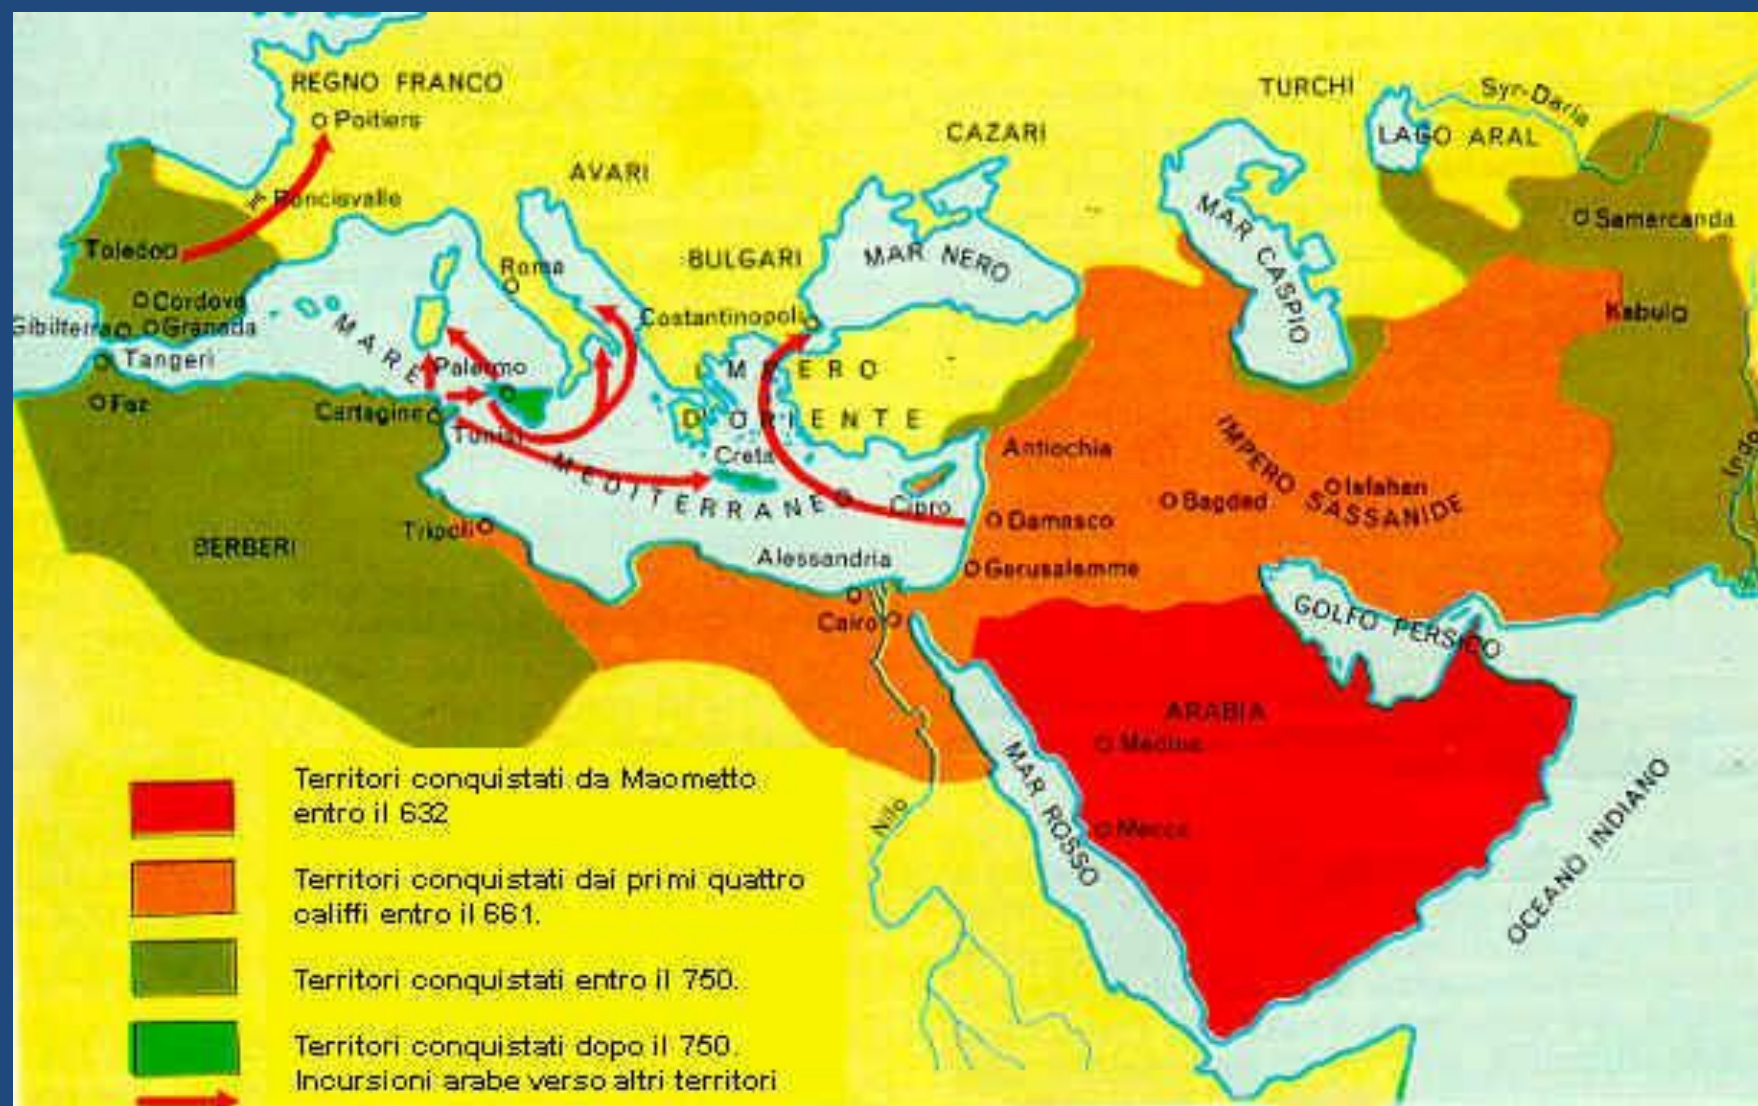 REGNO FRANCO
Poitiers
Roncisvalle
TURCHI
Syr-Daria
LAGO ARAL
CAZARI
AVARI
Samercanda
MAR CASPIO
MAR NERO
BULGARI
Toleco
Roma
Cordova
Gibilterra
Granada
Costantinopoli
Kabul
Tangeri
MARE
Palermo
IMPERO
Faz
Cartagine
Tunisi
D'ORIENTE
Creta
Antiochia
IMPERO
SASSANIDE
MEDITERRANEO
Cipro
Bagdad
Isfahan
Indo
Tripoli
Damasco
BERBERI
Alessandria
Gerusalemme
Cairo
GOLFO PERSICO
ARABIA
Medina
MAR ROSSO
Nilo
Mecca
OCEANO INDIANO
Territori conquistati da Maometto
entro il 632
Territori conquistati dai primi quattro
califfi entro il 661.
Territori conquistati entro il 750.
Territori conquistati dopo il 750.
Incursioni arabe verso altri territori